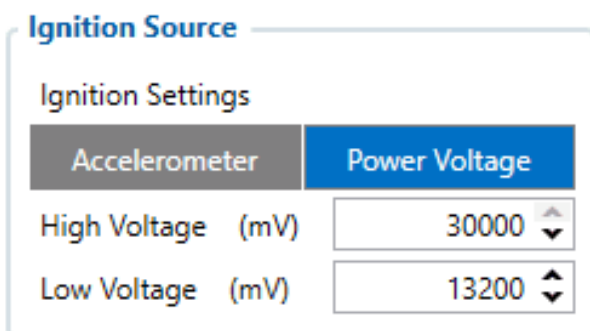 Ignition Source
Ignition Settings
Accelerometer Power Voltage
High Voltage (mV) 30000
Low Voltage (mV) 13200